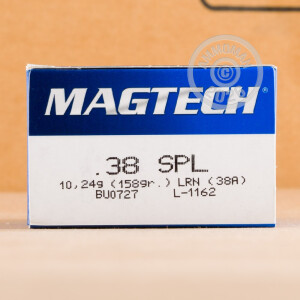 MAGTECH
.38 SPL
10,24g (158gr.) LRN (38A)
BU0727 L-1162